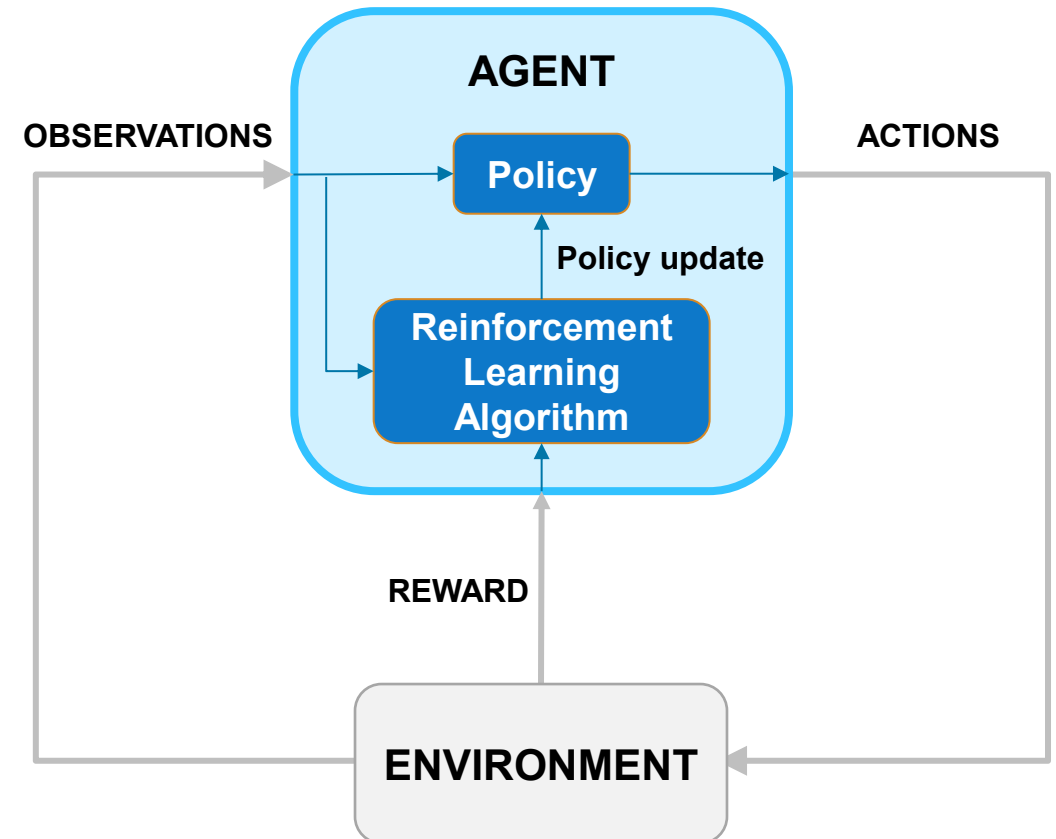 AGENT
OBSERVATIONS
ACTIONS
Policy
Policy update
Reinforcement
Learning
Algorithm
REWARD
ENVIRONMENT